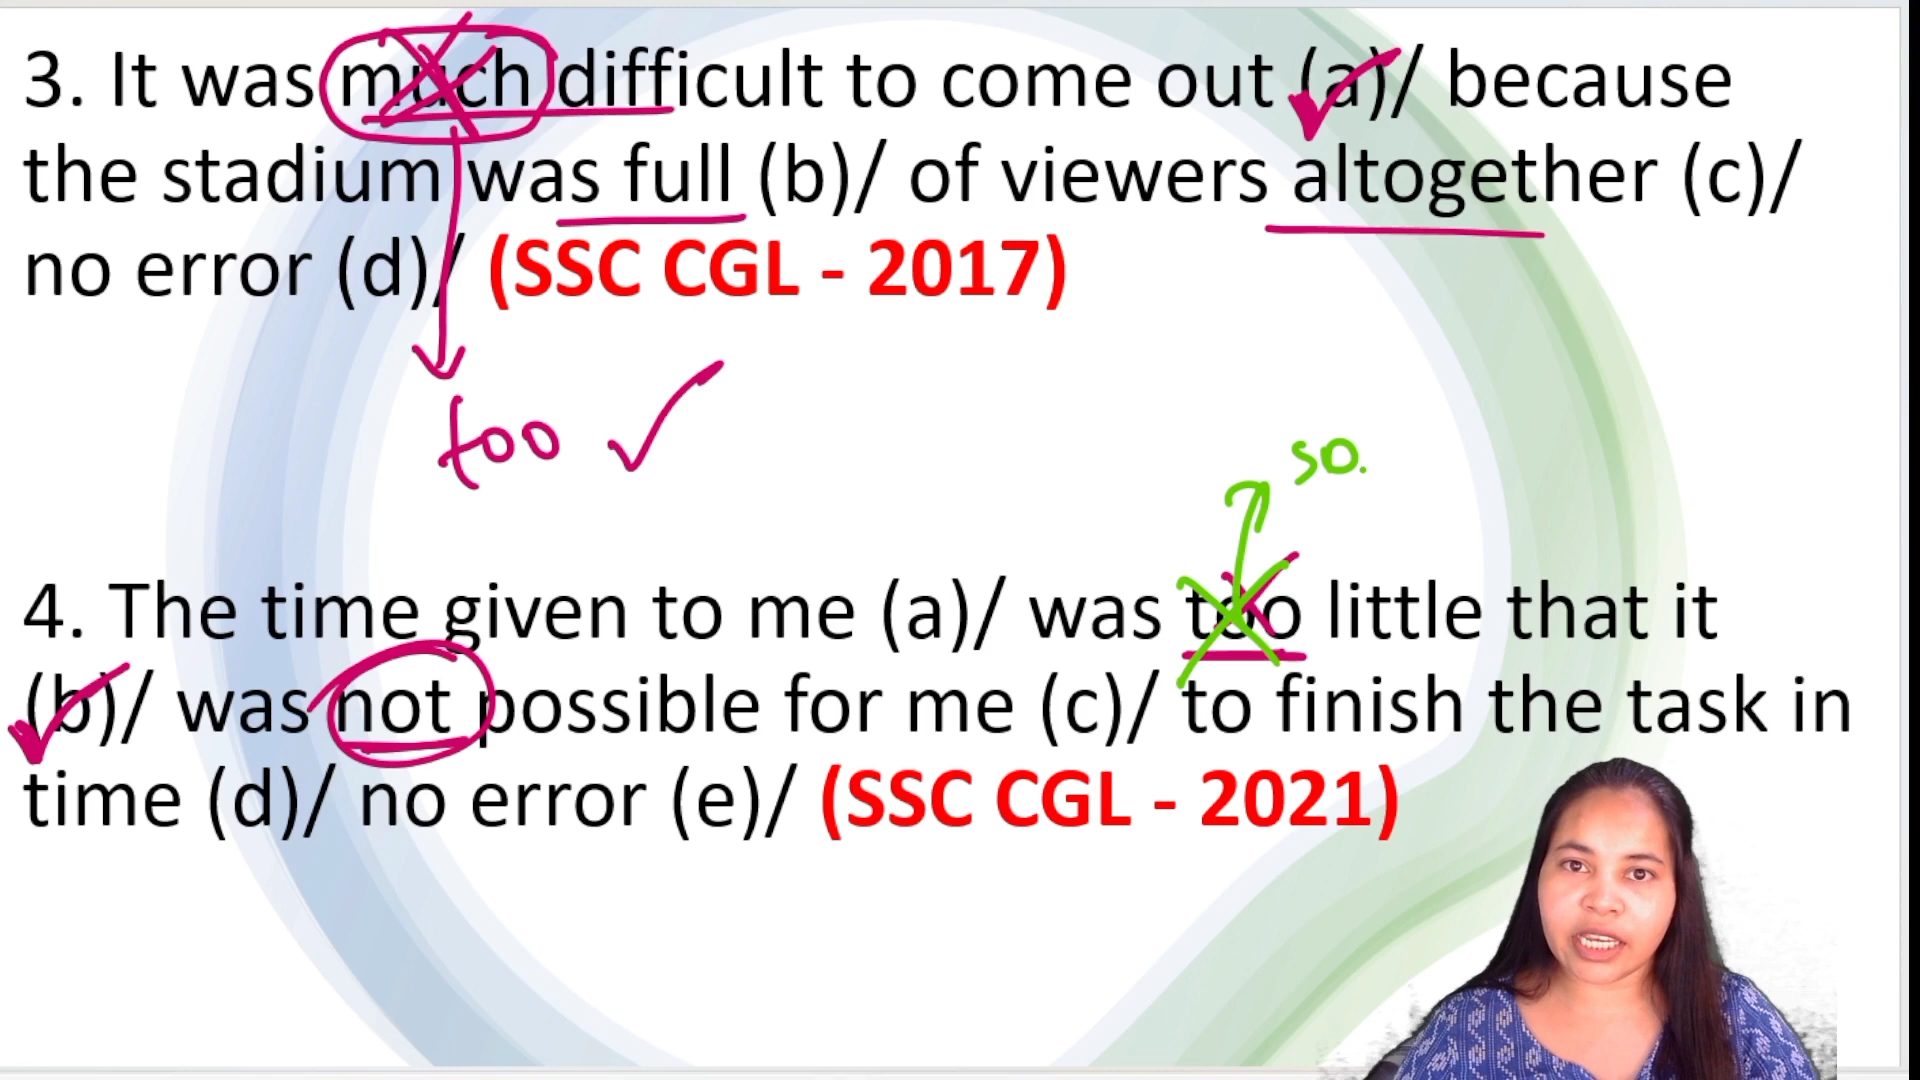 3. It was much difficult to come out (a)/ because
the stadium was full (b)/ of viewers altogether (c)/
no error (d)/ (SSC CGL - 2017)
too
so.
4. The time given to me (a)/ was too little that it
(b)/ was not possible for me (c)/ to finish the task in
time (d)/ no error (e)/ (SSC CGL - 2021)